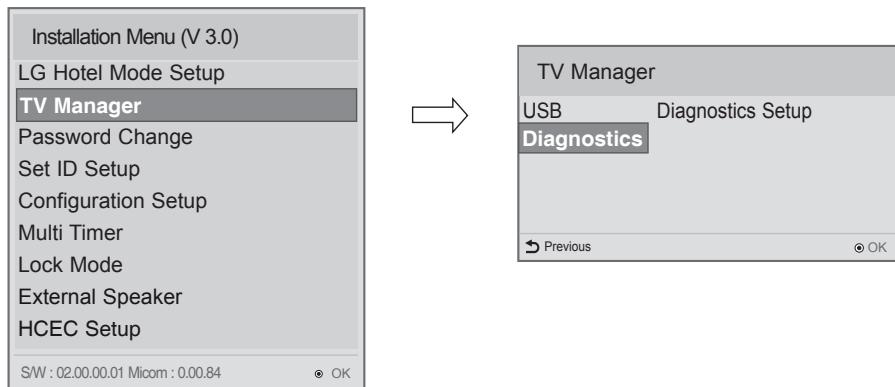 Installation Menu (V 3.0)
LG Hotel Mode Setup
TV Manager
Password Change
Set ID Setup
Configuration Setup
Multi Timer
Lock Mode
External Speaker
HCEC Setup
S/W : 02.00.00.01 Micom : 0.00.84 OK
TV Manager
USB Diagnostics Setup
Diagnostics
Previous OK